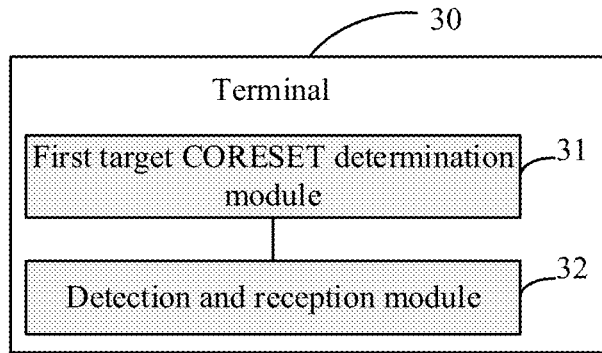 30
Terminal
First target CORESET determination
module
31
Detection and reception module
32